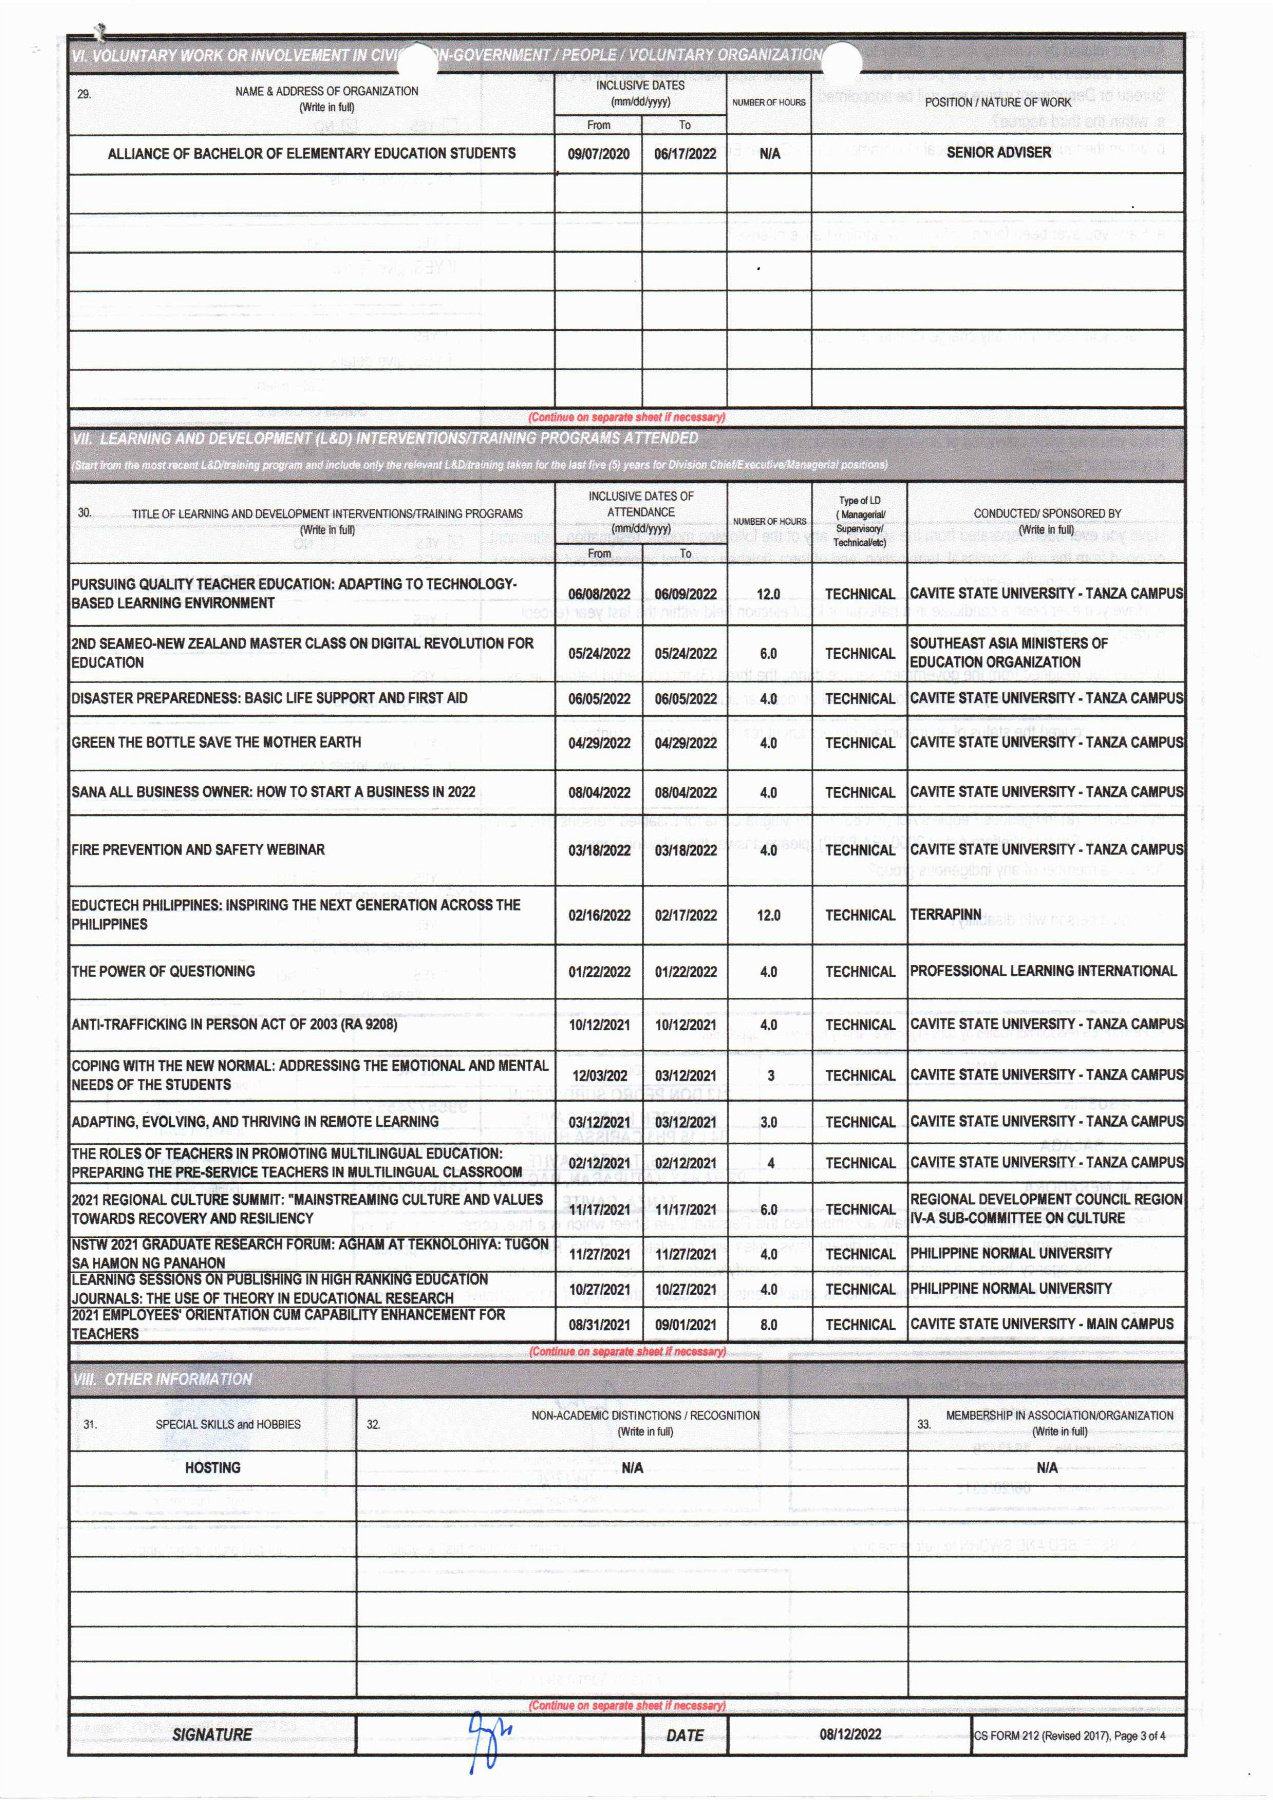 VI. VOLUNTARY WORK OR INVOLVEMENT IN CIVI N-GOVERNMENT / PEOPLE / VOLUNTARY ORGANIZATION
29. NAME & ADDRESS OF ORGANIZATION
(Write in full)
INCLUSIVE DATES
(mm/dd/yyyy)
From To
NUMBER OF HOURS
POSITION / NATURE OF WORK
ALLIANCE OF BACHELOR OF ELEMENTARY EDUCATION STUDENTS 09/07/2020 06/17/2022 N/A SENIOR ADVISER
(Continue on separate sheet if necessary)
VII. LEARNING AND DEVELOPMENT (L&D) INTERVENTIONS/TRAINING PROGRAMS ATTENDED
(Start from the most recent L&D/training program and include only the relevant L&D/training taken for the last five (5) years for Division Chief/Executive/Managerial positions)
30. TITLE OF LEARNING AND DEVELOPMENT INTERVENTIONS/TRAINING PROGRAMS
(Write in full)
INCLUSIVE DATES OF
ATTENDANCE
(mm/dd/yyyy)
From To
NUMBER OF HOURS
Type of LD
( Managerial/
Supervisory/
Technical/etc)
CONDUCTED/ SPONSORED BY
(Write in full)
PURSUING QUALITY TEACHER EDUCATION: ADAPTING TO TECHNOLOGY-
BASED LEARNING ENVIRONMENT
06/08/2022 06/09/2022 12.0 TECHNICAL CAVITE STATE UNIVERSITY - TANZA CAMPUS
2ND SEAMEO-NEW ZEALAND MASTER CLASS ON DIGITAL REVOLUTION FOR
EDUCATION
05/24/2022 05/24/2022 6.0 TECHNICAL
SOUTHEAST ASIA MINISTERS OF
EDUCATION ORGANIZATION
DISASTER PREPAREDNESS: BASIC LIFE SUPPORT AND FIRST AID 06/05/2022 06/05/2022 4.0 TECHNICAL CAVITE STATE UNIVERSITY - TANZA CAMPUS
GREEN THE BOTTLE SAVE THE MOTHER EARTH 04/29/2022 04/29/2022 4.0 TECHNICAL CAVITE STATE UNIVERSITY - TANZA CAMPUS
SANA ALL BUSINESS OWNER: HOW TO START A BUSINESS IN 2022 08/04/2022 08/04/2022 4.0 TECHNICAL CAVITE STATE UNIVERSITY - TANZA CAMPUS
FIRE PREVENTION AND SAFETY WEBINAR 03/18/2022 03/18/2022 4.0 TECHNICAL CAVITE STATE UNIVERSITY - TANZA CAMPUS
EDUCTECH PHILIPPINES: INSPIRING THE NEXT GENERATION ACROSS THE
PHILIPPINES
02/16/2022 02/17/2022 12.0 TECHNICAL TERRAPINN
THE POWER OF QUESTIONING 01/22/2022 01/22/2022 4.0 TECHNICAL PROFESSIONAL LEARNING INTERNATIONAL
ANTI-TRAFFICKING IN PERSON ACT OF 2003 (RA 9208) 10/12/2021 10/12/2021 4.0 TECHNICAL CAVITE STATE UNIVERSITY - TANZA CAMPUS
COPING WITH THE NEW NORMAL: ADDRESSING THE EMOTIONAL AND MENTAL
NEEDS OF THE STUDENTS
12/03/202 03/12/2021 3 TECHNICAL CAVITE STATE UNIVERSITY - TANZA CAMPUS
ADAPTING, EVOLVING, AND THRIVING IN REMOTE LEARNING 03/12/2021 03/12/2021 3.0 TECHNICAL CAVITE STATE UNIVERSITY - TANZA CAMPUS
THE ROLES OF TEACHERS IN PROMOTING MULTILINGUAL EDUCATION:
PREPARING THE PRE-SERVICE TEACHERS IN MULTILINGUAL CLASSROOM
02/12/2021 02/12/2021 4 TECHNICAL CAVITE STATE UNIVERSITY - TANZA CAMPUS
2021 REGIONAL CULTURE SUMMIT: "MAINSTREAMING CULTURE AND VALUES
TOWARDS RECOVERY AND RESILIENCY
11/17/2021 11/17/2021 6.0 TECHNICAL
REGIONAL DEVELOPMENT COUNCIL REGION
IV-A SUB-COMMITTEE ON CULTURE
NSTW 2021 GRADUATE RESEARCH FORUM: AGHAM AT TEKNOLOHIYA: TUGON
SA HAMON NG PANAHON
11/27/2021 11/27/2021 4.0 TECHNICAL PHILIPPINE NORMAL UNIVERSITY
LEARNING SESSIONS ON PUBLISHING IN HIGH RANKING EDUCATION
JOURNALS: THE USE OF THEORY IN EDUCATIONAL RESEARCH
10/27/2021 10/27/2021 4.0 TECHNICAL PHILIPPINE NORMAL UNIVERSITY
2021 EMPLOYEES' ORIENTATION CUM CAPABILITY ENHANCEMENT FOR
TEACHERS
08/31/2021 09/01/2021 8.0 TECHNICAL CAVITE STATE UNIVERSITY - MAIN CAMPUS
(Continue on separate sheet if necessary)
VIII. OTHER INFORMATION
31. SPECIAL SKILLS and HOBBIES
32. NON-ACADEMIC DISTINCTIONS / RECOGNITION
(Write in full)
33. MEMBERSHIP IN ASSOCIATION/ORGANIZATION
(Write in full)
HOSTING N/A N/A
(Continue on separate sheet if necessary)
SIGNATURE DATE 08/12/2022 CS FORM 212 (Revised 2017), Page 3 of 4